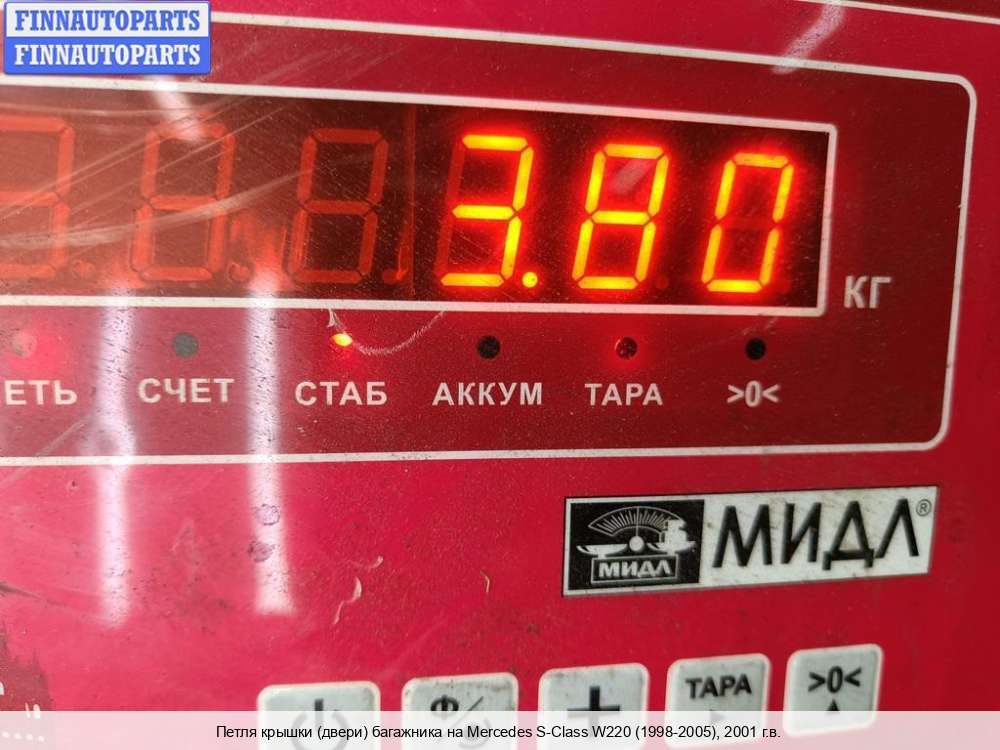 FINNAUTOPARTS
FINNAUTOPARTS
3.80
КГ
ЕТЬ СЧЕТ СТАБ АККУМ ТАРА >0<
МИДЛ МИДЛ®
Ф/ + ТАРА >0<
Петля крышки (двери) багажника на Mercedes S-Class W220 (1998-2005), 2001 г.в.